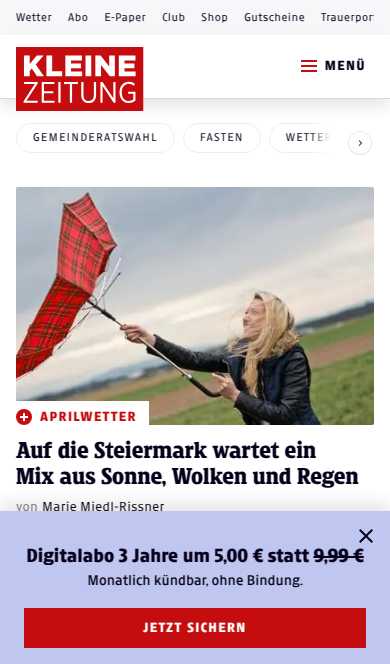 Wetter Abo E-Paper Club Shop Gutscheine
KLEINE
ZEITUNG
MENÜ
GEMEINDERATSWAHL FASTEN
APRILWETTER
Auf die Steiermark wartet ein
Mix aus Sonne, Wolken und Regen
von Marie Miedl-Rissner
Digitalabo 3 Jahre um 5,00 € statt 9,99 €
Monatlich kündbar, ohne Bindung.
JETZT SICHERN